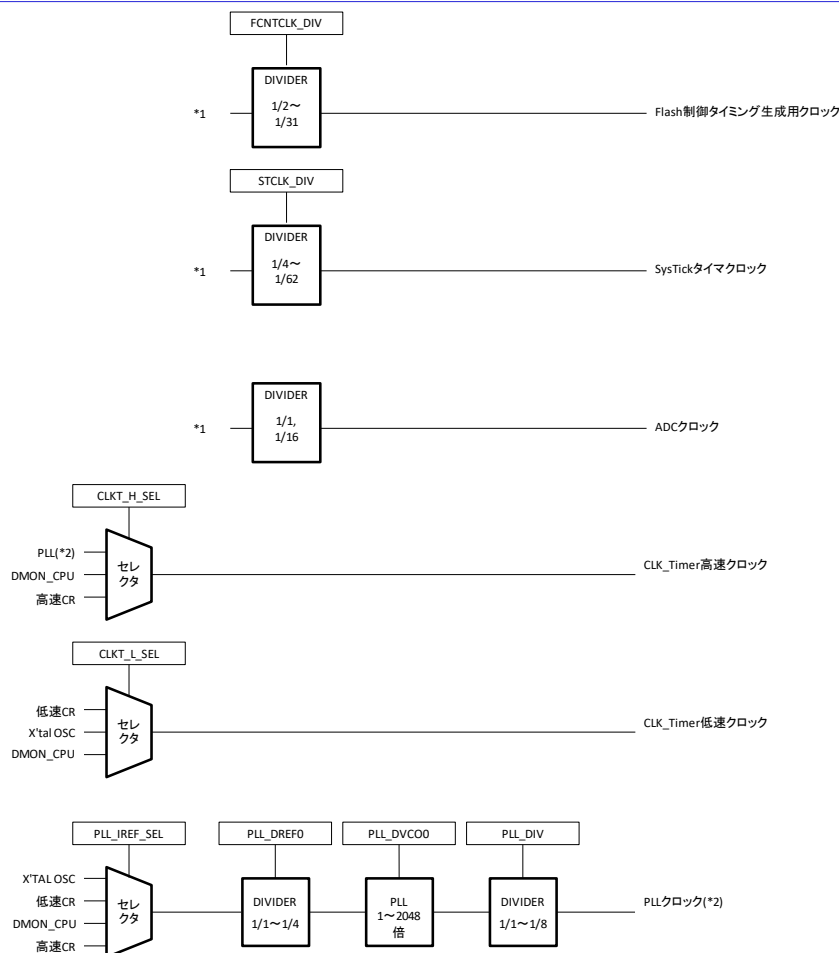 FCNTCLK_DIV
DIVIDER
1/2～
1/31
*1
Flash制御タイミング生成用クロック
STCLK_DIV
DIVIDER
1/4～
1/62
*1
SysTickタイマクロック
DIVIDER
1/1,
1/16
*1
ADCクロック
CLKT_H_SEL
PLL(*2)
DMON_CPU
高速CR
セレ
クタ
CLK_Timer高速クロック
CLKT_L_SEL
低速CR
X'tal OSC
DMON_CPU
セレ
クタ
CLK_Timer低速クロック
PLL_IREF_SEL
PLL_DREF0
PLL_DVCO0
PLL_DIV
X'TAL OSC
低速CR
DMON_CPU
高速CR
セレ
クタ
DIVIDER
1/1～1/4
PLL
1～2048
倍
DIVIDER
1/1～1/8
PLLクロック(*2)